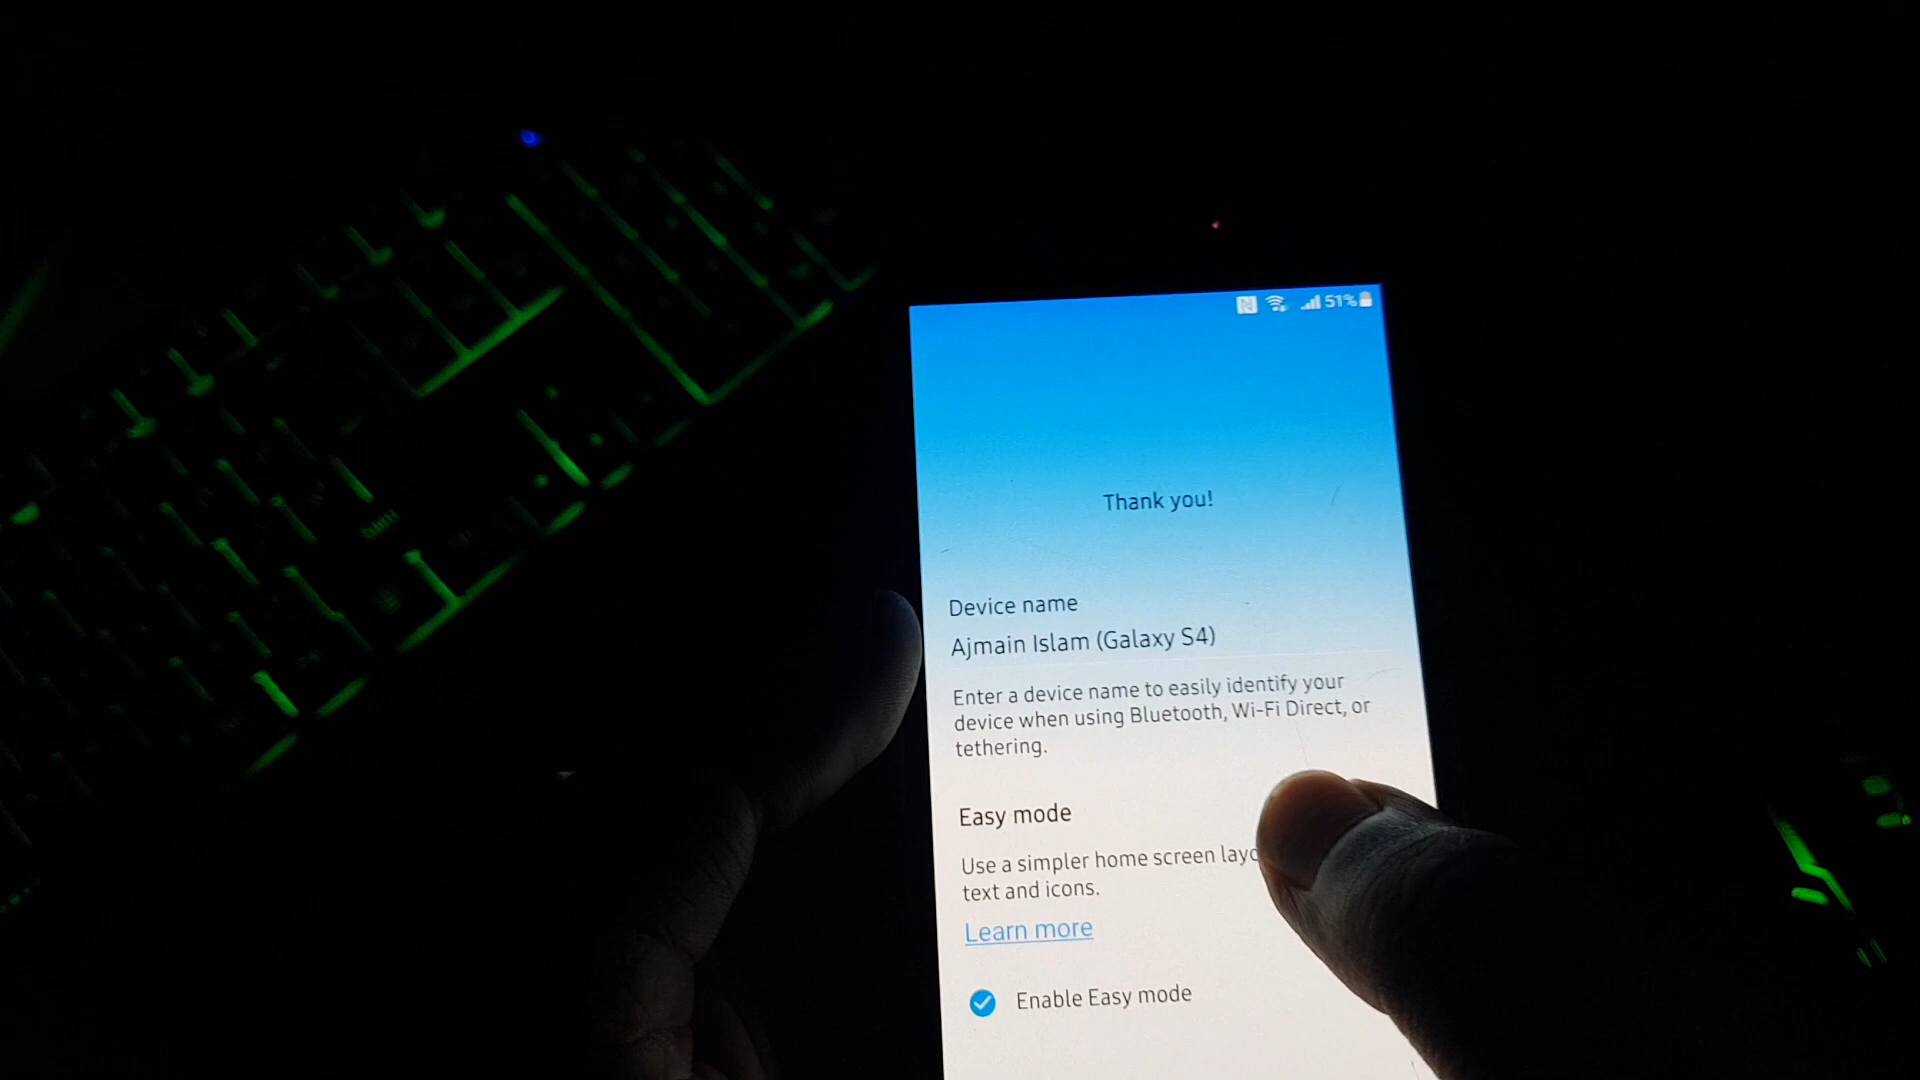 51%
Thank you!
Device name
Ajmain Islam (Galaxy S4)
Enter a device name to easily identify your
device when using Bluetooth, Wi-Fi Direct, or
tethering.
Easy mode
Use a simpler home screen
text and icons.
Learn more
Enable Easy mode